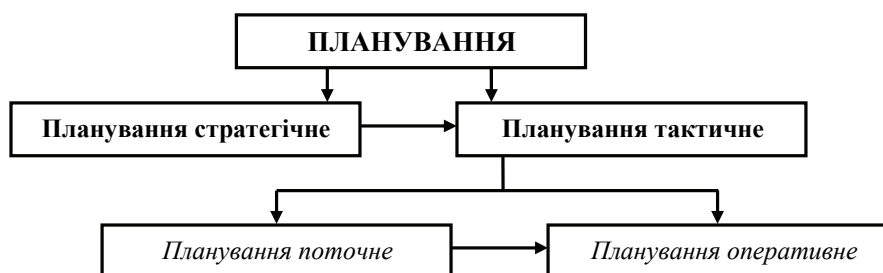 ПЛАНУВАННЯ
Планування стратегічне
Планування тактичне
Планування поточне
Планування оперативне